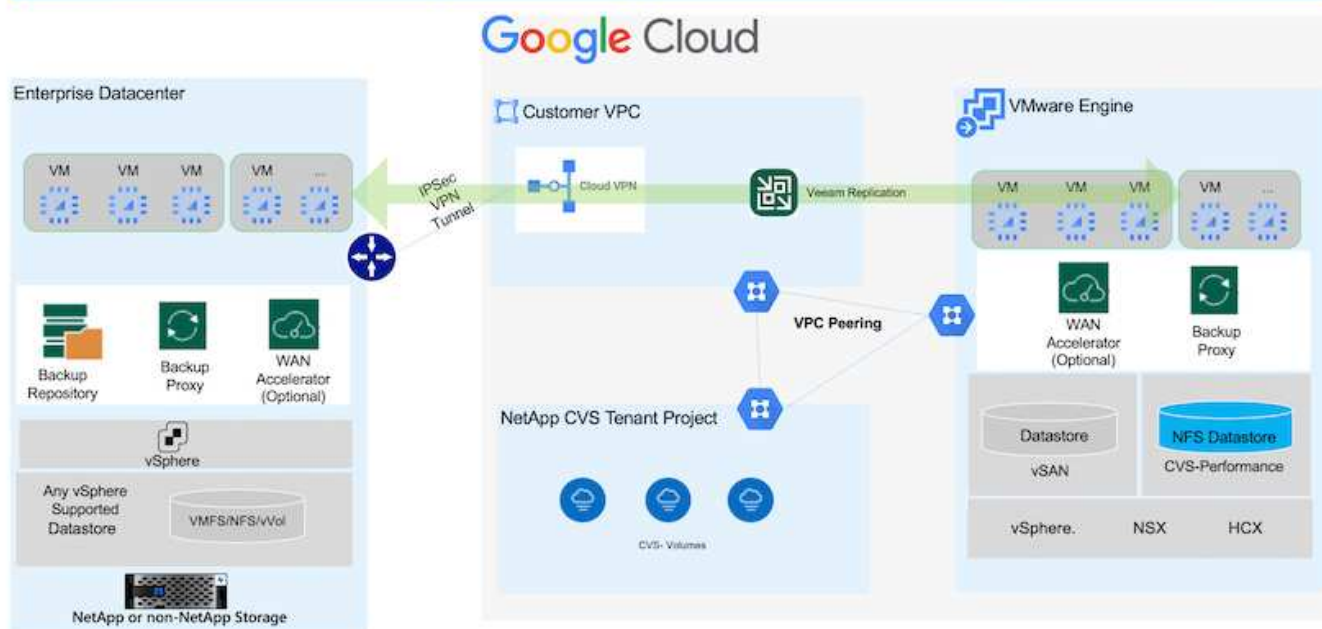 Google Cloud
Enterprise Datacenter
VM
VM
VM
VM
...
IPSec
VPN
Tunnel
Backup
Repository
Backup
Proxy
WAN
Accelerator
(Optional)
vSphere
Any vSphere
Supported
Datastore
VMFS/NFS/vVol
NetApp or non-NetApp Storage
Customer VPC
Cloud VPN
Veeam Replication
VPC Peering
NetApp CVS Tenant Project
CVS- Volumes
VMware Engine
VM
VM
VM
VM
...
WAN
Accelerator
(Optional)
Backup
Proxy
Datastore
vSAN
NFS Datastore
CVS-Performance
vSphere.
NSX
HCX